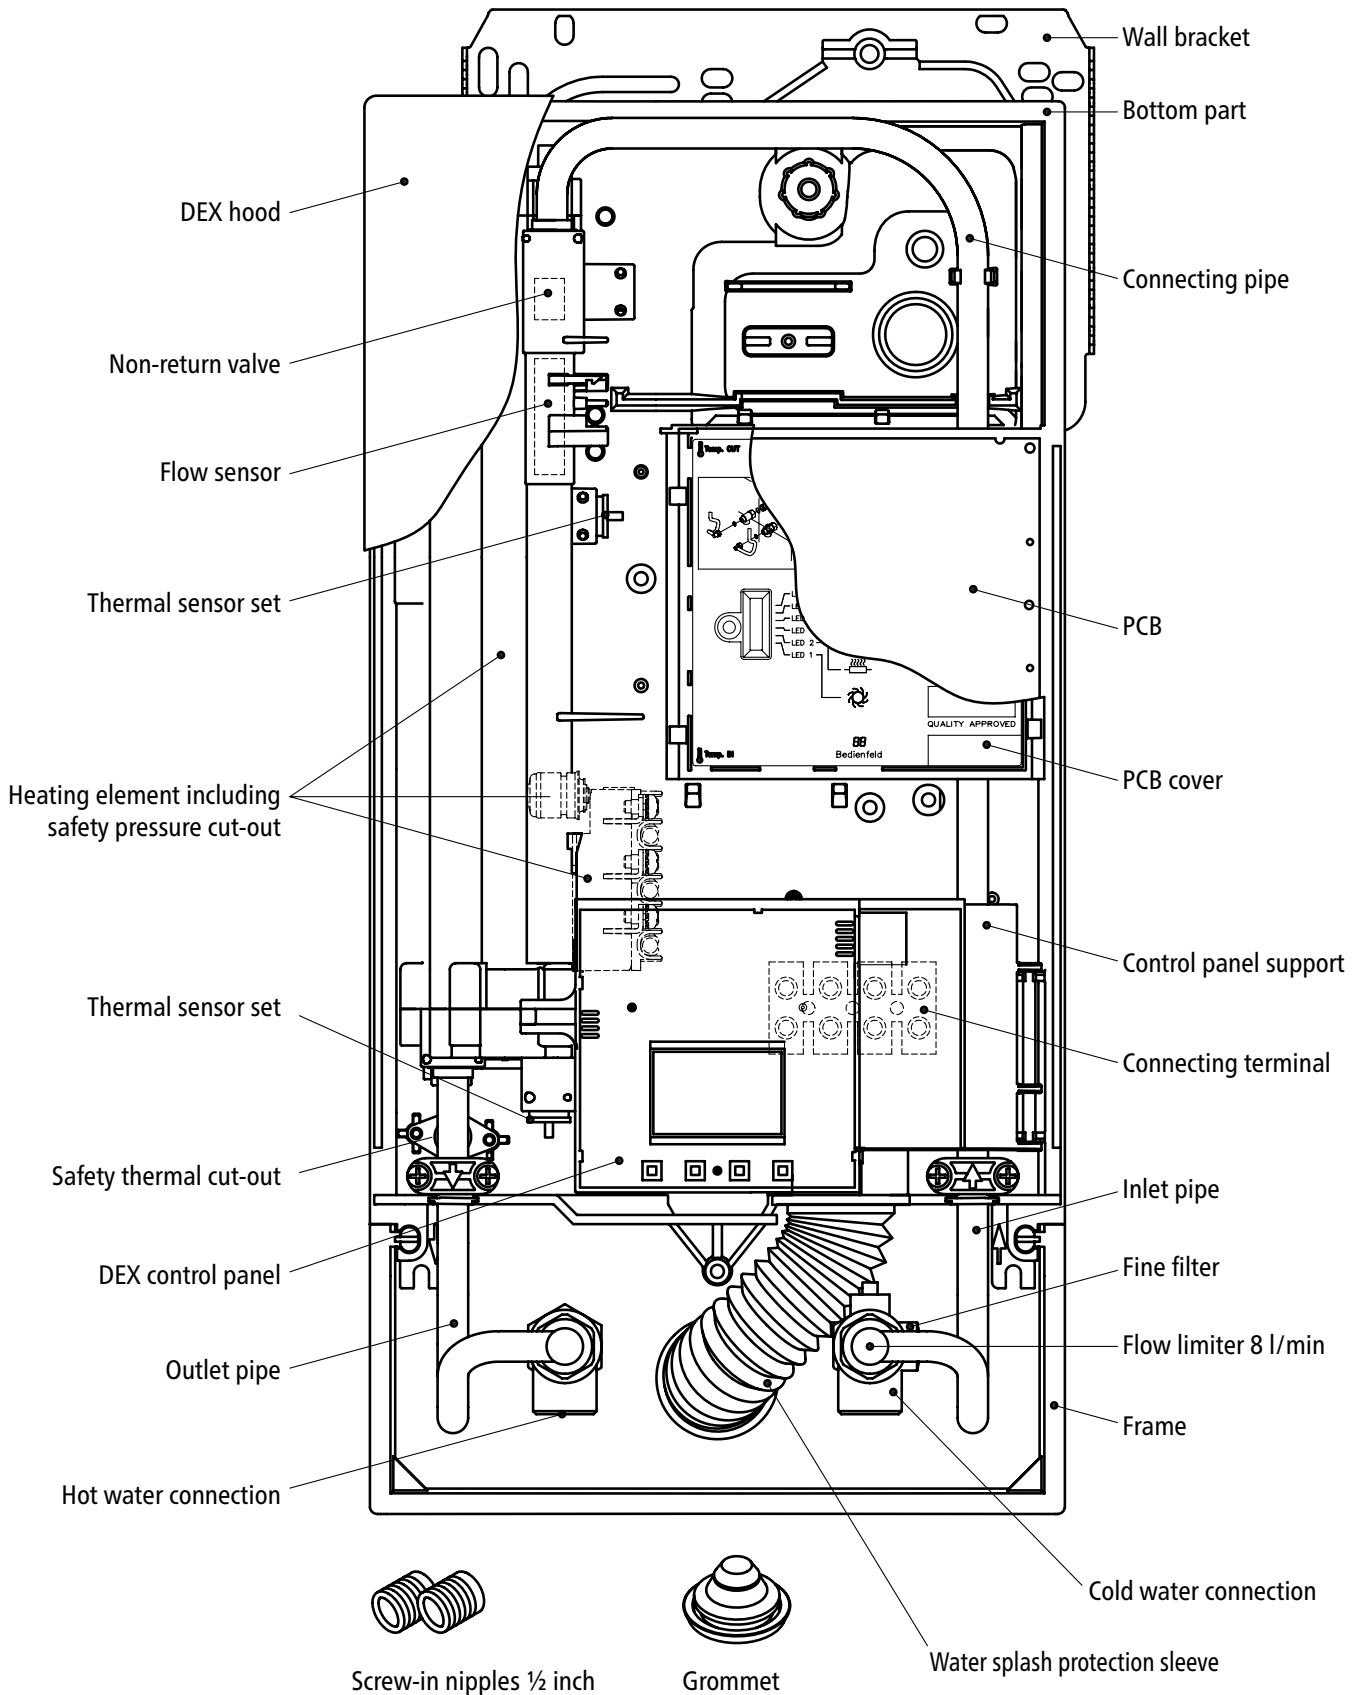 Wall bracket
Bottom part
DEX hood
Connecting pipe
Non-return valve
Flow sensor
Temp. OUT
Thermal sensor set
PCB
LED
LED
LED 2
LED 1
QUALITY APPROVED
88
Bedienfeld
Temp. IN
PCB cover
Heating element including
safety pressure cut-out
Control panel support
Thermal sensor set
Connecting terminal
Safety thermal cut-out
Inlet pipe
DEX control panel
Fine filter
Flow limiter 8 l/min
Outlet pipe
Frame
Hot water connection
Cold water connection
Water splash protection sleeve
Screw-in nipples ½ inch
Grommet